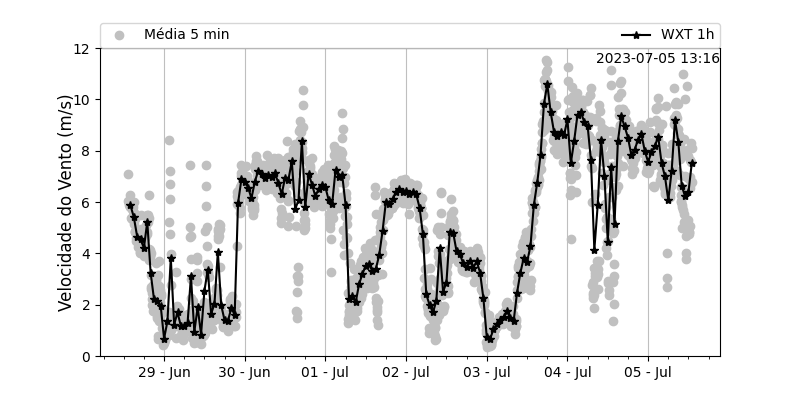 Média 5 min
WXT 1h
2023-07-05 13:16
Velocidade do Vento (m/s)
12
10
8
6
4
2
0
29 - Jun
30 - Jun
01 - Jul
02 - Jul
03 - Jul
04 - Jul
05 - Jul